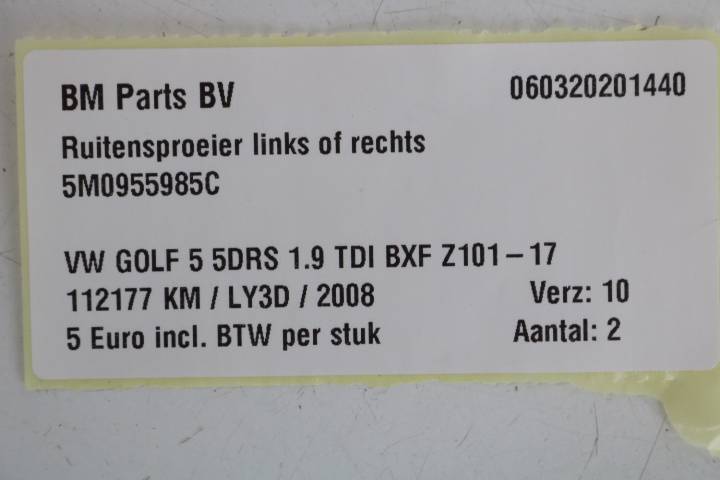 BM Parts BV 060320201440
Ruitensproeier links of rechts
5M0955985C
VW GOLF 5 5DRS 1.9 TDI BXF Z101-17
112177 KM / LY3D / 2008 Verz: 10
5 Euro incl. BTW per stuk Aantal: 2